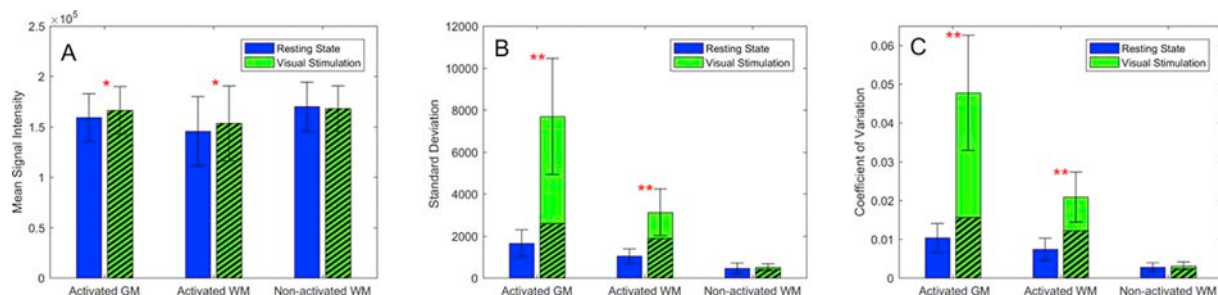 ×10⁵
2.5
2
1.5
1
0.5
0
Mean Signal Intensity
A
Resting State
Visual Stimulation
*
*
Activated GM
Activated WM
Non-activated WM
12000
10000
8000
6000
4000
2000
0
Standard Deviation
B
Resting State
Visual Stimulation
**
**
Activated GM
Activated WM
Non-activated WM
0.06
0.05
0.04
0.03
0.02
0.01
0
Coefficient of Variation
C
Resting State
Visual Stimulation
**
**
Activated GM
Activated WM
Non-activated WM